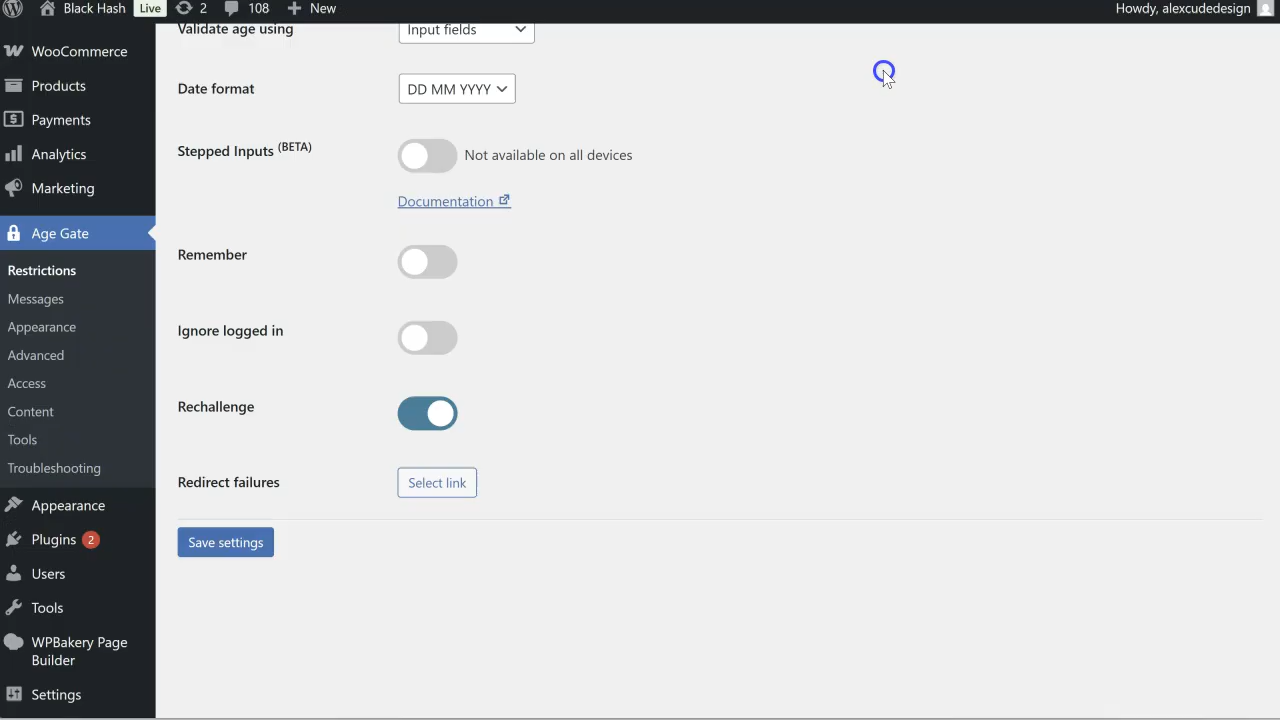 Black Hash Live 2 108 New Howdy, alexcudedesign
WooCommerce
Products
Payments
Analytics
Marketing
Age Gate
Restrictions
Messages
Appearance
Advanced
Access
Content
Tools
Troubleshooting
Appearance
Plugins 2
Users
Tools
WPBakery Page
Builder
Settings
Validate age using Input fields
Date format DD MM YYYY
Stepped Inputs (BETA) Not available on all devices
Documentation
Remember
Ignore logged in
Rechallenge
Redirect failures Select link
Save settings